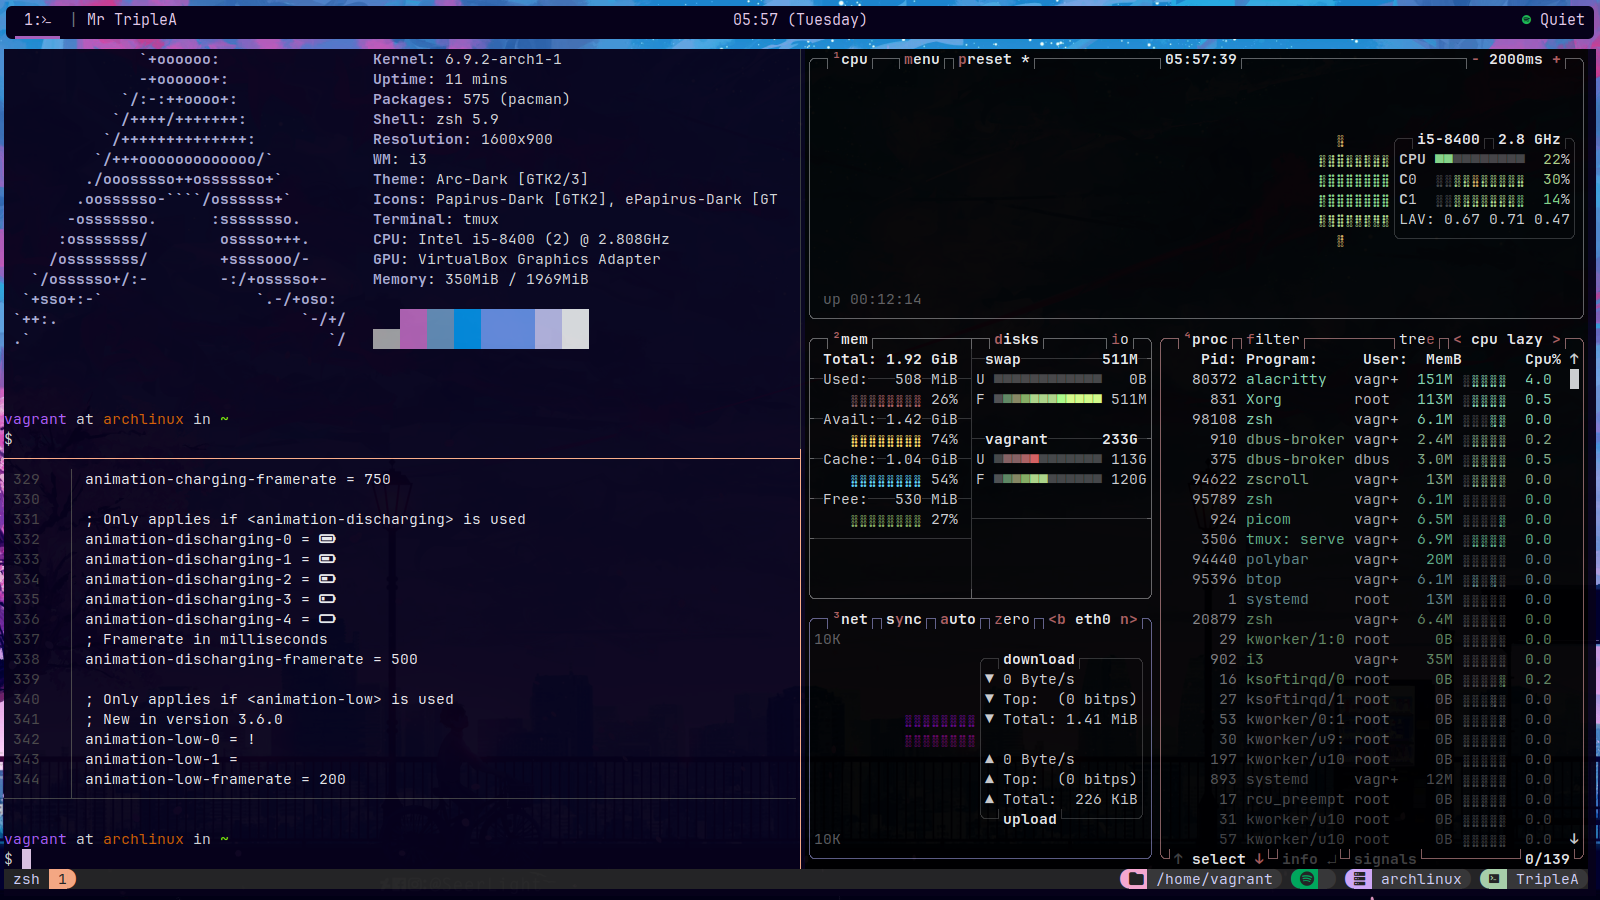 1:>_ | Mr TripleA
05:57 (Tuesday)
Quiet
`+oooooo:
-+oooooo+:
`/:-:++oooo+:
`/++++/+++++++:
`/++++++++++++++:
`/+++ooooooooooooo/`
./ooosssso++osssssso+`
.oossssso-````/ossssss+`
-osssssso.      :ssssssso.
:osssssss/        osssso+++.
/ossssssss/        +ssssooo/-
`/ossssso+/:-        -:/+osssso+-
`+sso+:-`                 `.-/+oso:
`++:.                           `-/+/
.`                                 `/
Kernel: 6.9.2-arch1-1
Uptime: 11 mins
Packages: 575 (pacman)
Shell: zsh 5.9
Resolution: 1600x900
WM: i3
Theme: Arc-Dark [GTK2/3]
Icons: Papirus-Dark [GTK2], ePapirus-Dark [GT
Terminal: tmux
CPU: Intel i5-8400 (2) @ 2.808GHz
GPU: VirtualBox Graphics Adapter
Memory: 350MiB / 1969MiB
vagrant at archlinux in ~
$
329 animation-charging-framerate = 750
330
331 ; Only applies if <animation-discharging> is used
332 animation-discharging-0 =
333 animation-discharging-1 =
334 animation-discharging-2 =
335 animation-discharging-3 =
336 animation-discharging-4 =
337 ; Framerate in milliseconds
338 animation-discharging-framerate = 500
339
340 ; Only applies if <animation-low> is used
341 ; New in version 3.6.0
342 animation-low-0 = !
343 animation-low-1 =
344 animation-low-framerate = 200
vagrant at archlinux in ~
$
¹cpu menu preset * 05:57:39 - 2000ms +
i5-8400 2.8 GHz
CPU 22%
C0 30%
C1 14%
LAV: 0.67 0.71 0.47
up 00:12:14
²mem disks io
Total: 1.92 GiB
Used: 508 MiB
26%
Avail: 1.42 GiB
74%
Cache: 1.04 GiB
54%
Free: 530 MiB
27%
swap 511M
U 0B
F 511M
vagrant 233G
U 113G
F 120G
³net sync auto zero <b eth0 n>
10K
download
▼ 0 Byte/s
▼ Top: (0 bitps)
▼ Total: 1.41 MiB
▲ 0 Byte/s
▲ Top: (0 bitps)
▲ Total: 226 KiB
upload
10K
⁴proc filter tree < cpu lazy >
Pid: Program: User: MemB Cpu% ↑
80372 alacritty vagr+ 151M 4.0
831 Xorg root 113M 0.5
98108 zsh vagr+ 6.1M 0.0
910 dbus-broker vagr+ 2.4M 0.2
375 dbus-broker dbus 3.0M 0.5
94622 zscroll vagr+ 13M 0.0
95789 zsh vagr+ 6.1M 0.0
924 picom vagr+ 6.5M 0.0
3506 tmux: serve vagr+ 6.9M 0.0
94440 polybar vagr+ 20M 0.0
95396 btop vagr+ 6.1M 0.0
1 systemd root 13M 0.0
20879 zsh vagr+ 6.4M 0.0
29 kworker/1:0 root 0B 0.0
902 i3 vagr+ 35M 0.0
16 ksoftirqd/0 root 0B 0.2
27 ksoftirqd/1 root 0B 0.0
53 kworker/0:1 root 0B 0.0
30 kworker/u9: root 0B 0.0
197 kworker/u10 root 0B 0.0
893 systemd vagr+ 12M 0.0
17 rcu_preempt root 0B 0.0
31 kworker/u10 root 0B 0.0
57 kworker/u10 root 0B 0.0 ↓
↑ select ↓ info ↵ signals 0/139
zsh 1
/home/vagrant archlinux TripleA